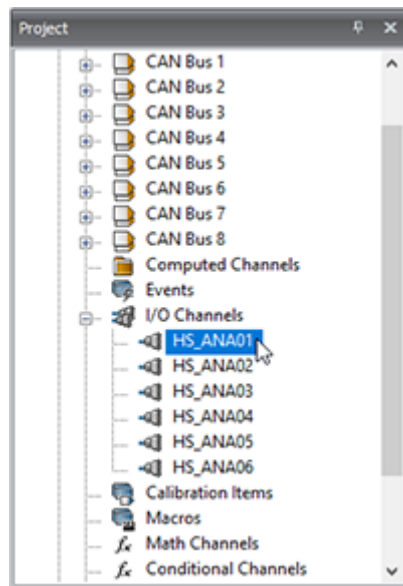 Project
CAN Bus 1
CAN Bus 2
CAN Bus 3
CAN Bus 4
CAN Bus 5
CAN Bus 6
CAN Bus 7
CAN Bus 8
Computed Channels
Events
I/O Channels
HS_ANA01
HS_ANA02
HS_ANA03
HS_ANA04
HS_ANA05
HS_ANA06
Calibration Items
Macros
fx Math Channels
fx Conditional Channels